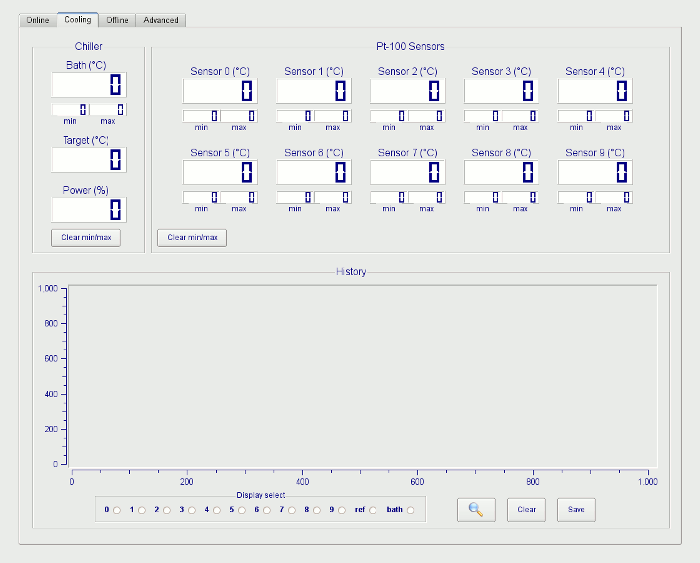 Online Cooling Offline Advanced
Chiller
Bath (°C)
0
0 0
min max
Target (°C)
0
Power (%)
0
Clear min/max
Pt-100 Sensors
Sensor 0 (°C) Sensor 1 (°C) Sensor 2 (°C) Sensor 3 (°C) Sensor 4 (°C)
0 0 0 0 0
0 0 0 0 0 0 0 0 0 0
min max min max min max min max min max
Sensor 5 (°C) Sensor 6 (°C) Sensor 7 (°C) Sensor 8 (°C) Sensor 9 (°C)
0 0 0 0 0
0 0 0 0 0 0 0 0 0 0
min max min max min max min max min max
Clear min/max
History
1.000
800
600
400
200
0
0 200 400 600 800 1.000
Display select
0 1 2 3 4 5 6 7 8 9 ref bath
Clear Save